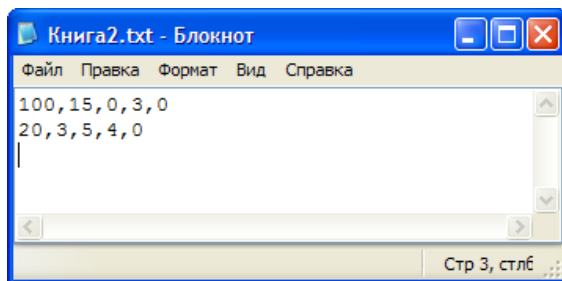 Книга2.txt - Блокнот
Файл Правка Формат Вид Справка
100,15,0,3,0
20,3,5,4,0
Стр 3, стлб